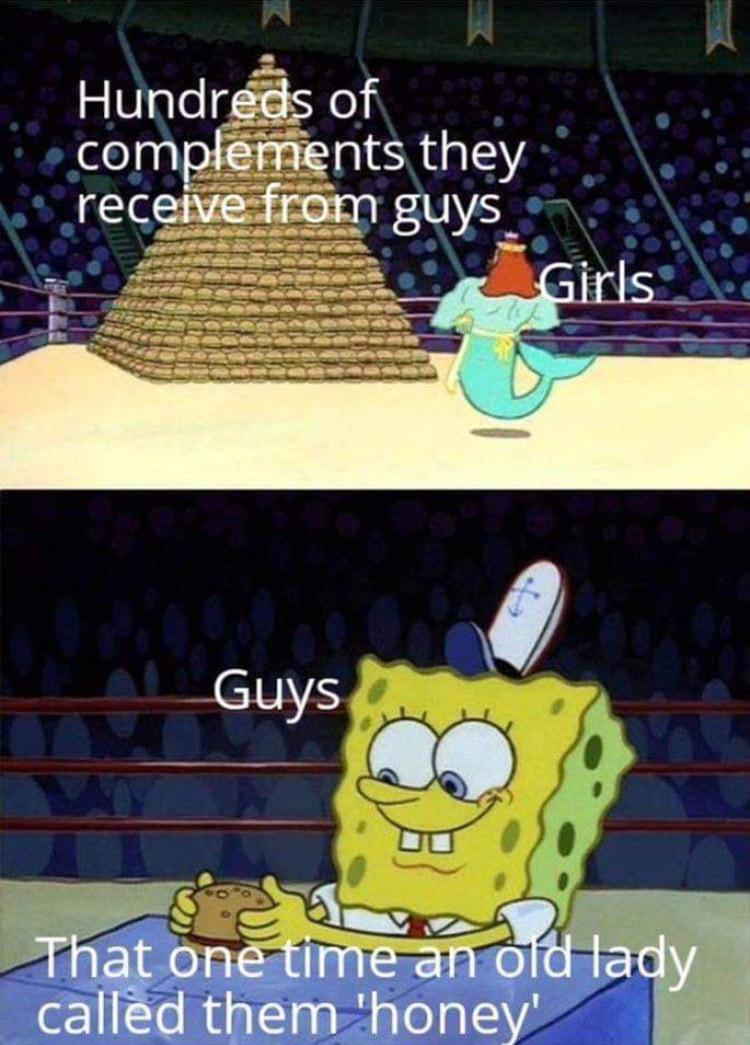 Hundreds of
complements they
receive from guys
Girls
Guys
That one time an old lady
called them 'honey'